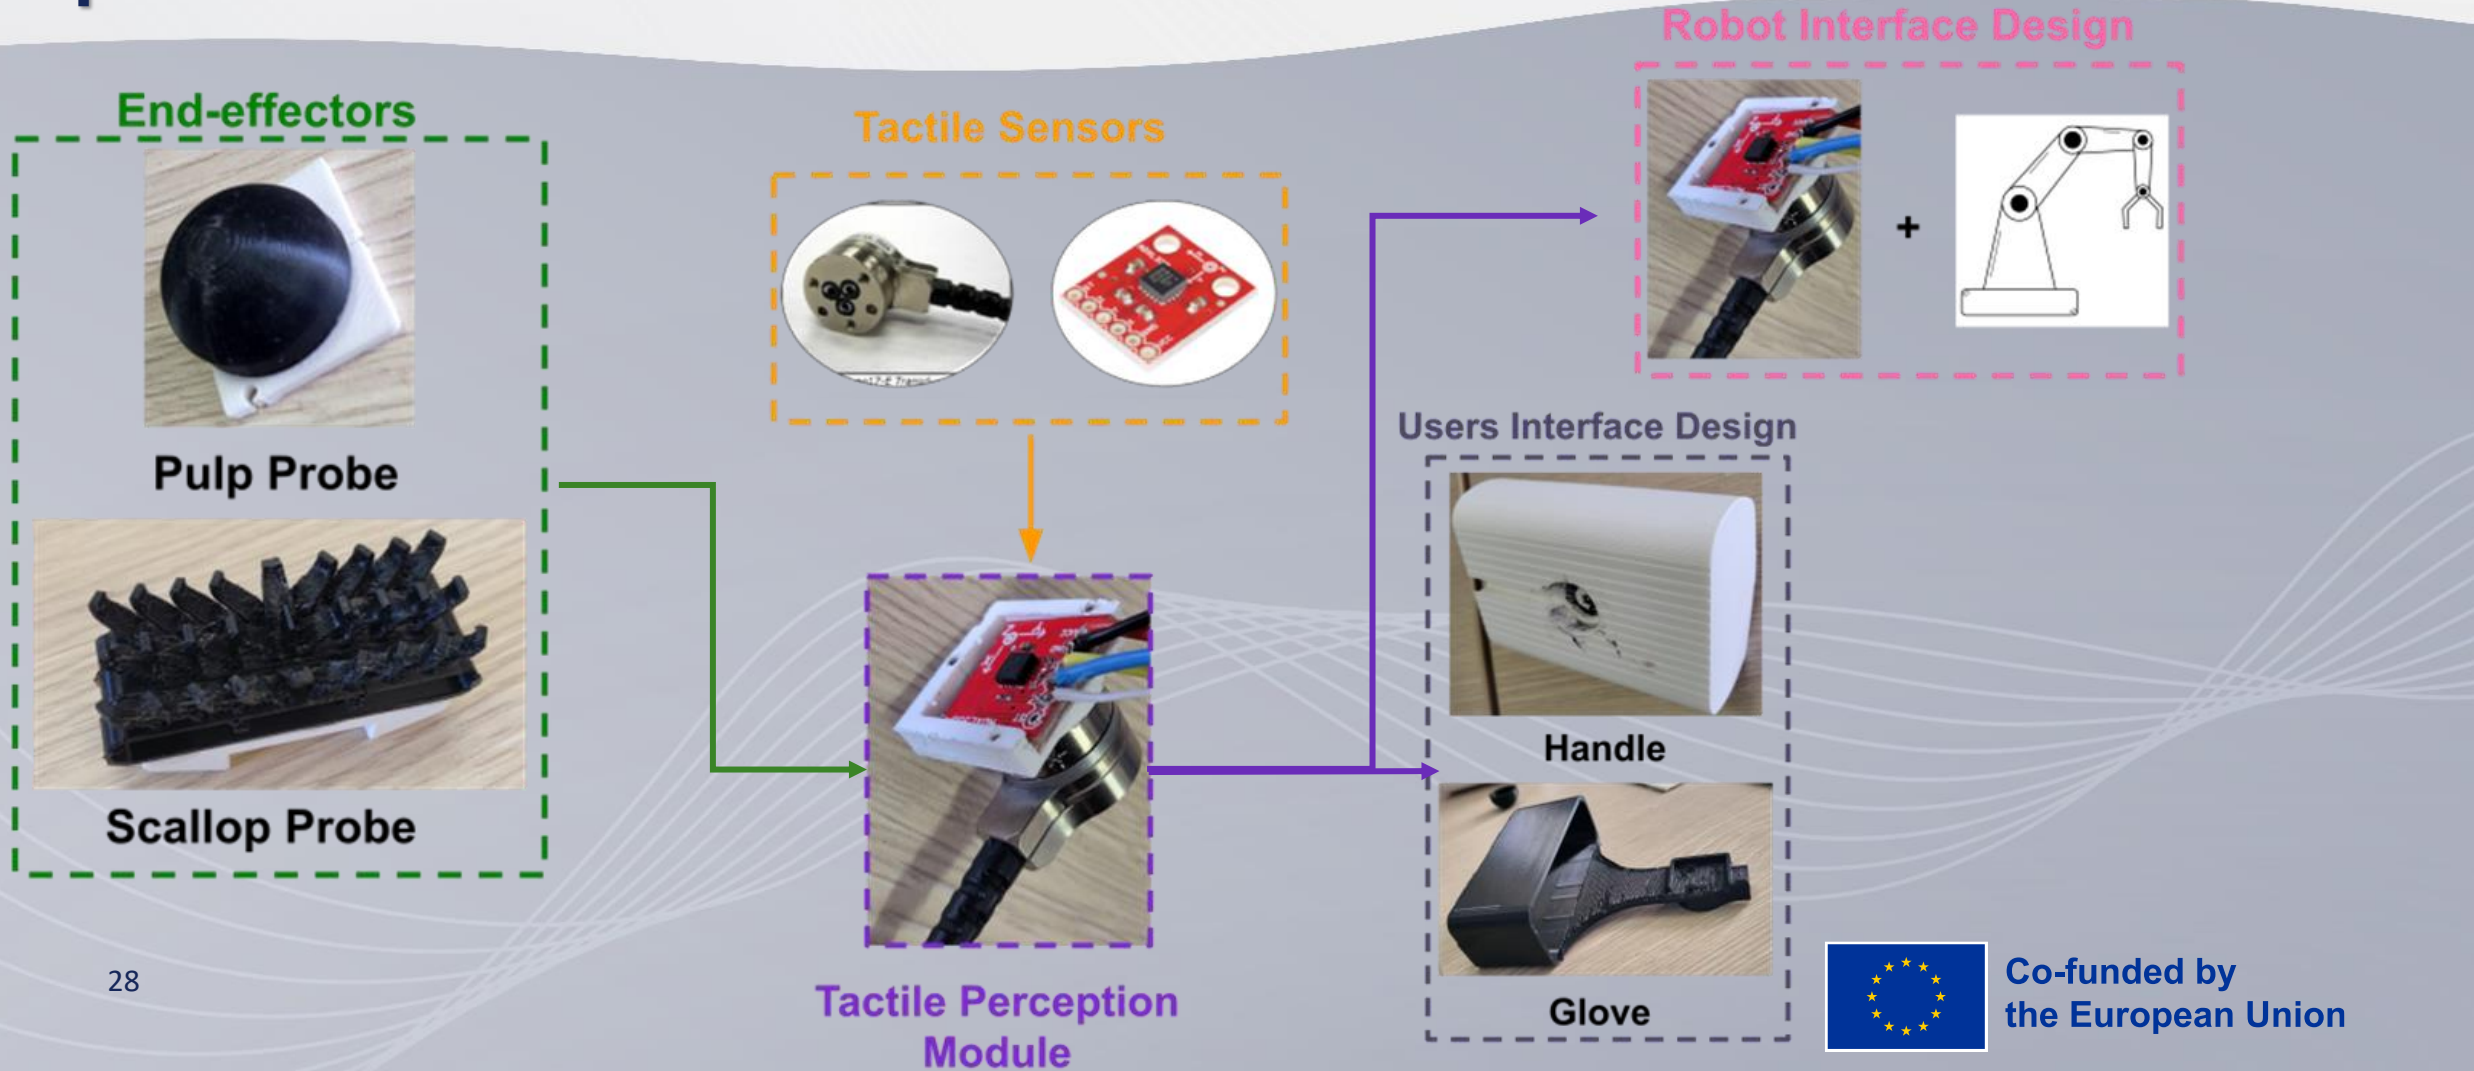 Robot Interface Design
End-effectors
Tactile Sensors
Pulp Probe
Users Interface Design
+
Scallop Probe
Handle
Tactile Perception
Module
Glove
28
Co-funded by
the European Union